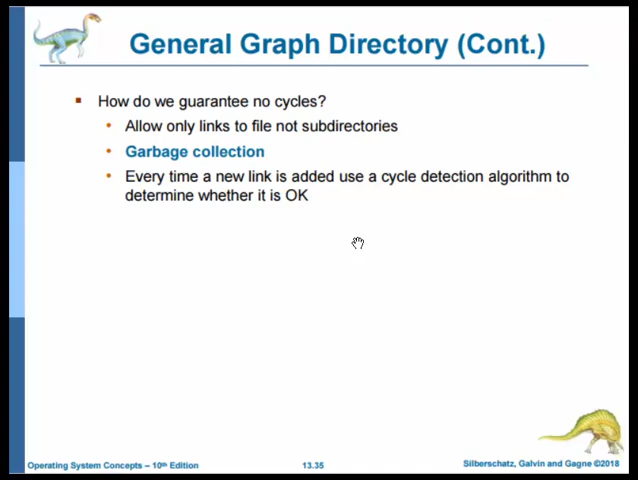 General Graph Directory (Cont.)
How do we guarantee no cycles?
Allow only links to file not subdirectories
Garbage collection
Every time a new link is added use a cycle detection algorithm to
determine whether it is OK
Operating System Concepts – 10th Edition
13.35
Silberschatz, Galvin and Gagne ©2018